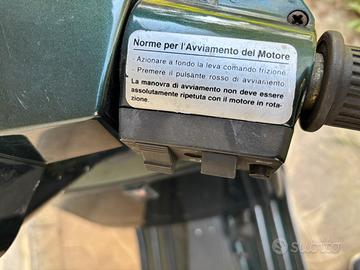 Norme per l'Avviamento del Motore
- Azionare a fondo la leva comando frizione.
- Premere il pulsante rosso di avviamento.
La manovra di avviamento non deve essere
assolutamente ripetuta con il motore in rota-
zione.
subito